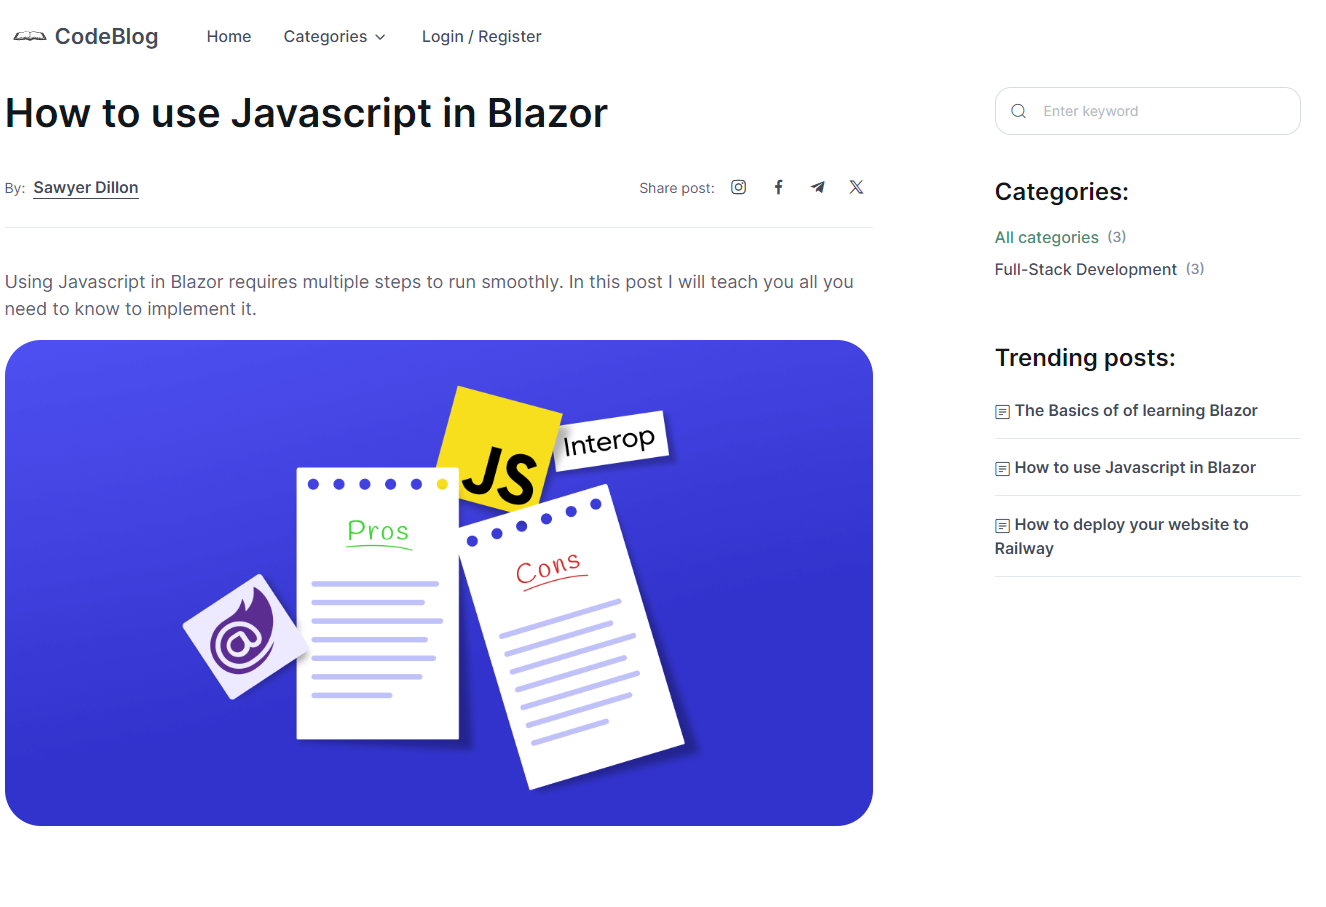 CodeBlog Home Categories Login / Register
How to use Javascript in Blazor
By: Sawyer Dillon Share post:
Using Javascript in Blazor requires multiple steps to run smoothly. In this post I will teach you all you
need to know to implement it.
JS
Interop
Pros
Cons
@
Enter keyword
Categories:
All categories (3)
Full-Stack Development (3)
Trending posts:
The Basics of of learning Blazor
How to use Javascript in Blazor
How to deploy your website to
Railway